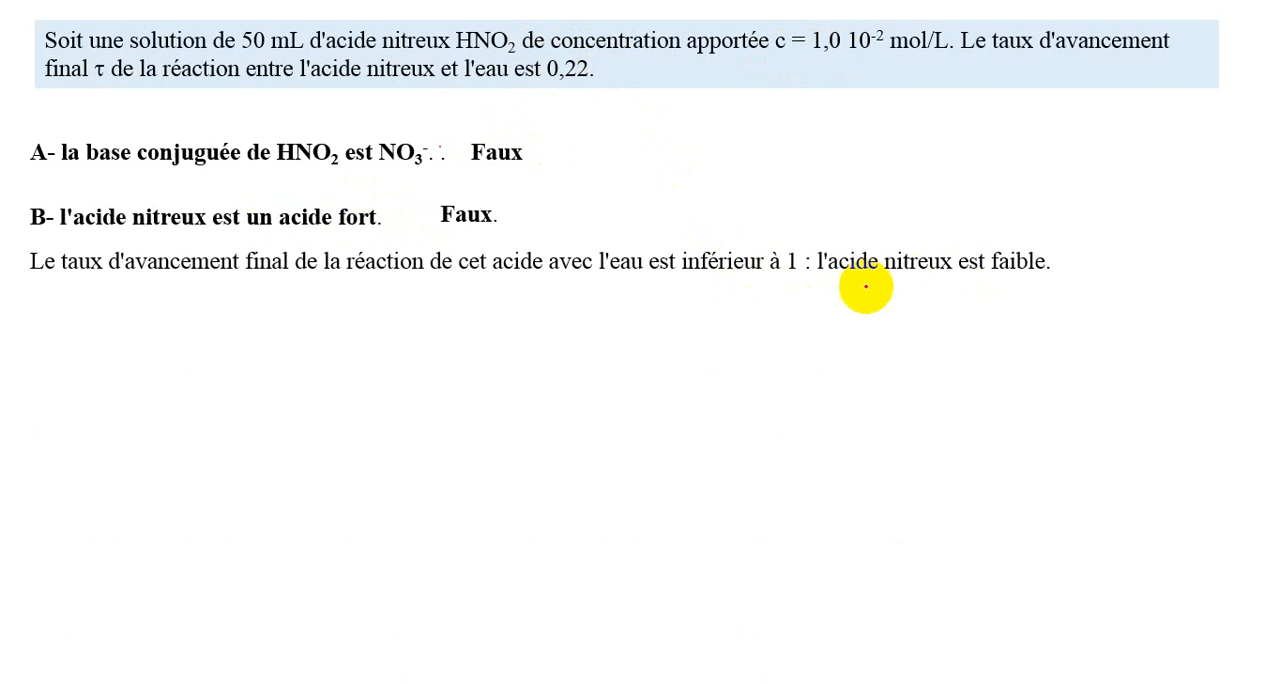 Soit une solution de 50 mL d'acide nitreux HNO₂ de concentration apportée c = 1,0 10⁻² mol/L. Le taux d'avancement
final τ de la réaction entre l'acide nitreux et l'eau est 0,22.
A- la base conjuguée de HNO₂ est NO₃⁻. Faux
B- l'acide nitreux est un acide fort. Faux.
Le taux d'avancement final de la réaction de cet acide avec l'eau est inférieur à 1 : l'acide nitreux est faible.